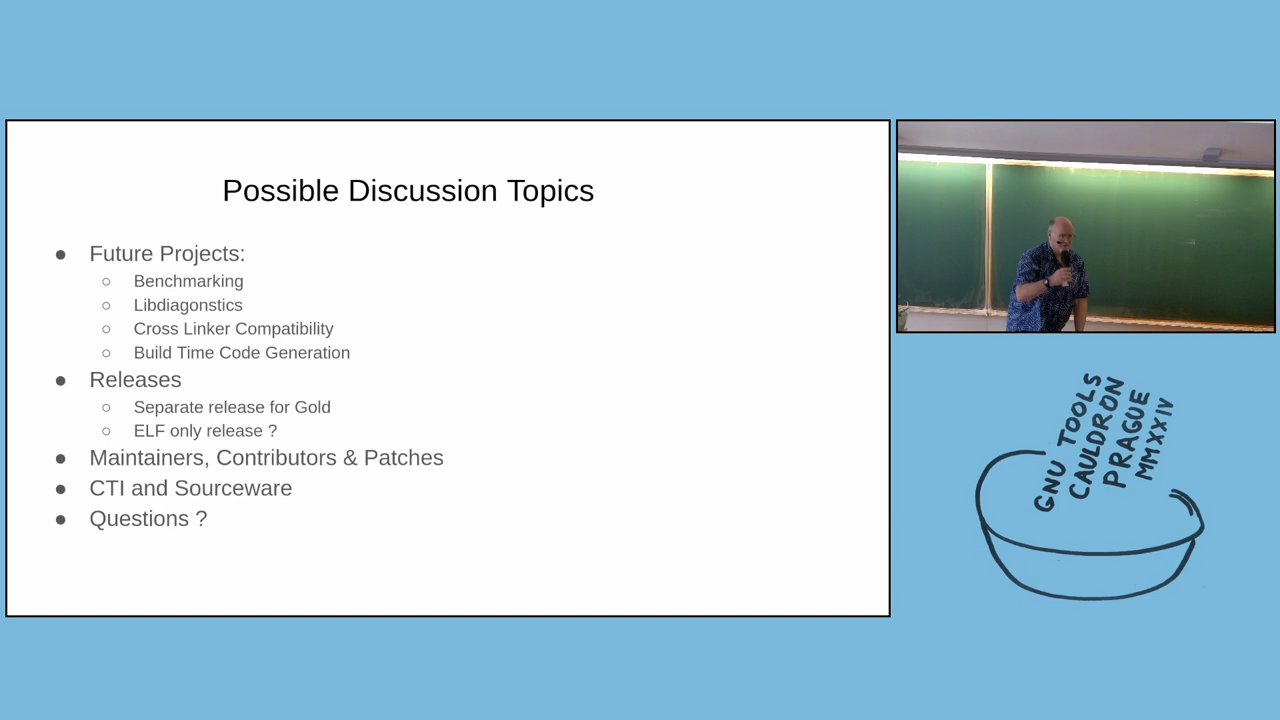 Possible Discussion Topics
● Future Projects:
○ Benchmarking
○ Libdiagonstics
○ Cross Linker Compatibility
○ Build Time Code Generation
● Releases
○ Separate release for Gold
○ ELF only release ?
● Maintainers, Contributors & Patches
● CTI and Sourceware
● Questions ?
GNU TOOLS
CAULDRON
PRAGUE
MMXXIV